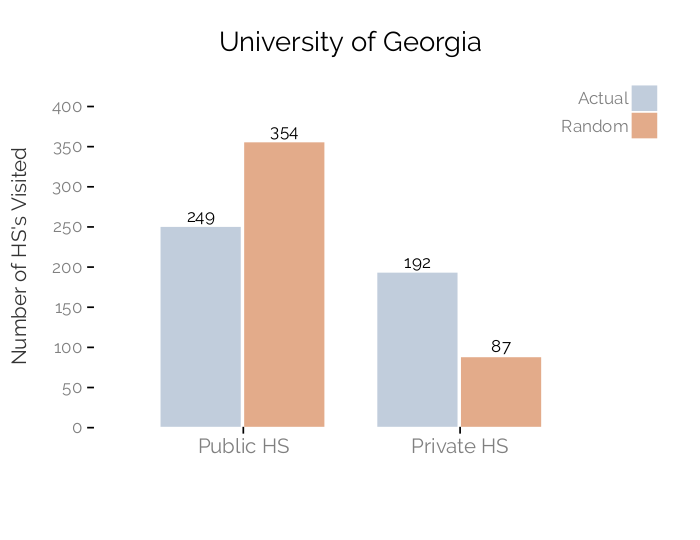 University of Georgia
Actual
Random
Number of HS's Visited
400
350
300
250
200
150
100
50
0
249
354
192
87
Public HS
Private HS